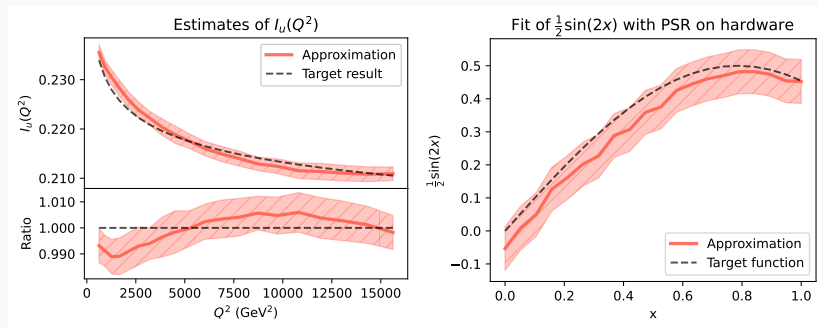 Estimates of I_u(Q²)
Approximation
Target result
I_u(Q²)
0.230
0.220
0.210
Ratio
1.010
1.000
0.990
0 2500 5000 7500 10000 12500 15000
Q² (GeV²)
Fit of ½sin(2x) with PSR on hardware
½sin(2x)
0.5
0.4
0.3
0.2
0.1
0.0
−0.1
Approximation
Target function
0.0 0.2 0.4 0.6 0.8 1.0
x